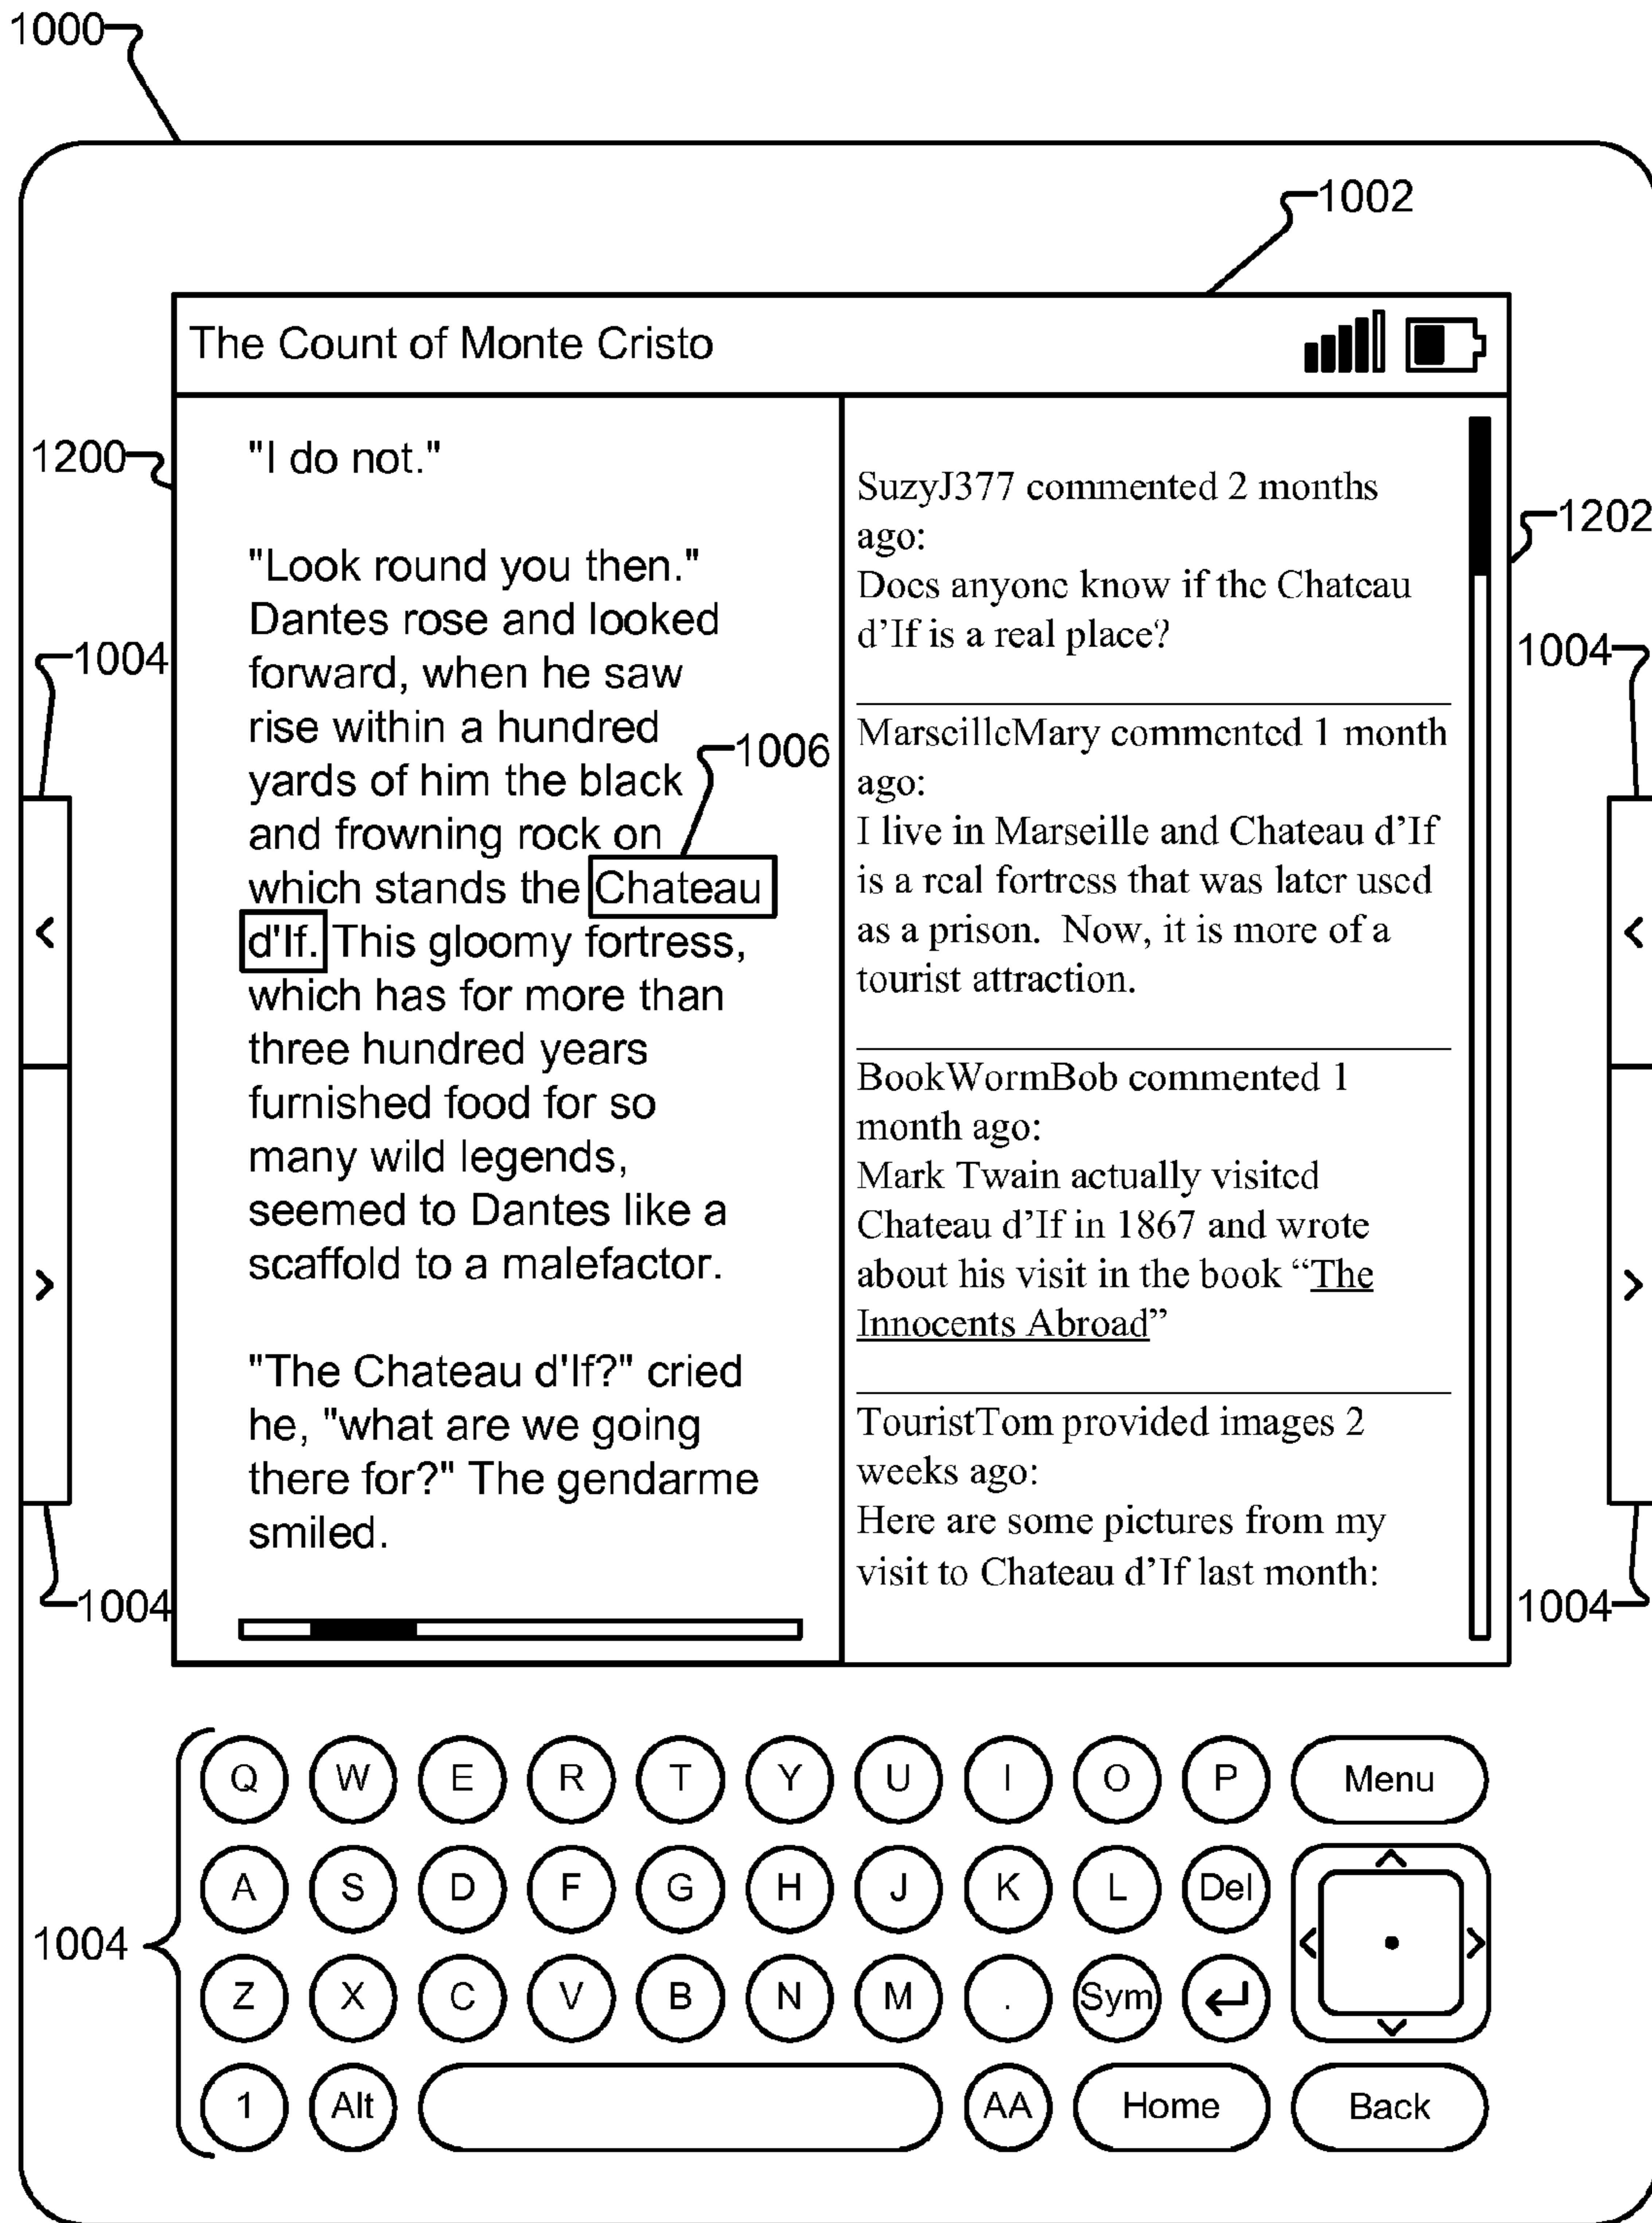 1000
1002
The Count of Monte Cristo
1200
"I do not."
"Look round you then."
Dantes rose and looked
forward, when he saw
rise within a hundred
yards of him the black
and frowning rock on
which stands the Chateau
d'If. This gloomy fortress,
which has for more than
three hundred years
furnished food for so
many wild legends,
seemed to Dantes like a
scaffold to a malefactor.
"The Chateau d'If?" cried
he, "what are we going
there for?" The gendarme
smiled.
1006
SuzyJ377 commented 2 months
ago:
Does anyone know if the Chateau
d’If is a real place?
MarseilleMary commented 1 month
ago:
I live in Marseille and Chateau d’If
is a real fortress that was later used
as a prison.  Now, it is more of a
tourist attraction.
BookWormBob commented 1
month ago:
Mark Twain actually visited
Chateau d’If in 1867 and wrote
about his visit in the book “The
Innocents Abroad”
TouristTom provided images 2
weeks ago:
Here are some pictures from my
visit to Chateau d’If last month:
1202
1004
1004
<
<
>
>
1004
1004
1004
Q W E R T Y U I O P Menu
A S D F G H J K L Del
Z X C V B N M . Sym
1 Alt AA Home Back